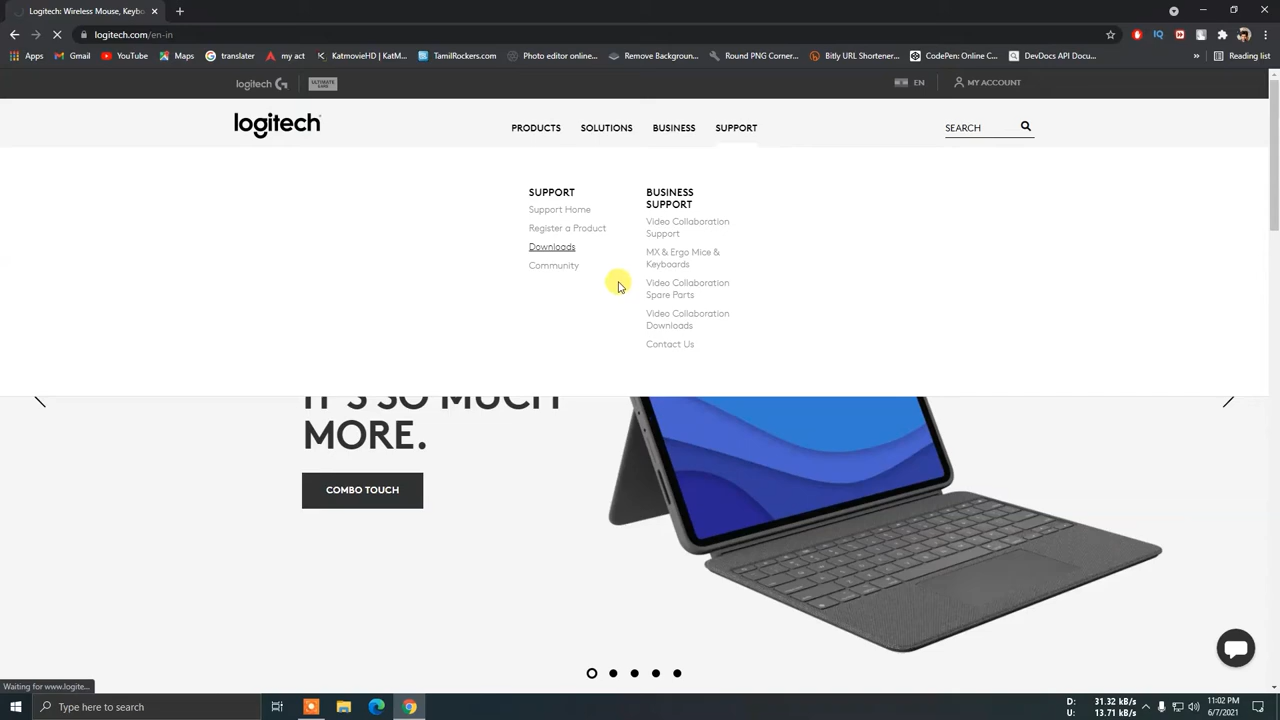 Logitech: Wireless Mouse, Keybo
logitech.com/en-in
Apps
Gmail
YouTube
Maps
translater
my act
KatmovieHD | KatM...
TamilRockers.com
Photo editor online...
Remove Background...
Round PNG Corner...
Bitly URL Shortener...
CodePen: Online C...
DevDocs API Docu...
»
Reading list
logitech G
ULTIMATE EARS
EN
MY ACCOUNT
logitech
PRODUCTS
SOLUTIONS
BUSINESS
SUPPORT
SEARCH
SUPPORT
Support Home
Register a Product
Downloads
Community
BUSINESS
SUPPORT
Video Collaboration
Support
MX & Ergo Mice &
Keyboards
Video Collaboration
Spare Parts
Video Collaboration
Downloads
Contact Us
IT'S SO MUCH
MORE.
COMBO TOUCH
Waiting for www.logite...
Type here to search
D: 31.32 kB/s
U: 13.71 kB/s
11:02 PM
6/7/2021